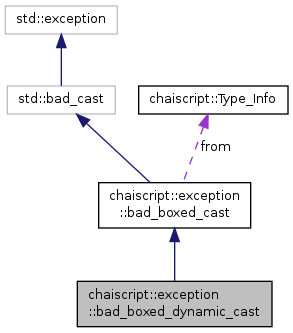 std::exception
std::bad_cast
chaiscript::Type_Info
from
chaiscript::exception
::bad_boxed_cast
chaiscript::exception
::bad_boxed_dynamic_cast